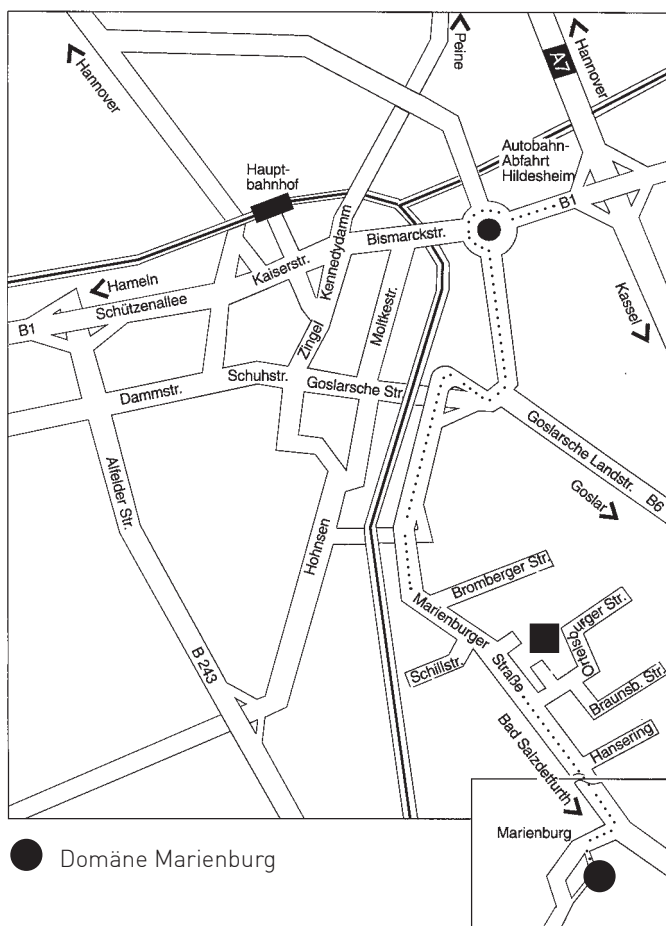 Hannover
Peine
A7
Hannover
Autobahn-
Abfahrt
Hildesheim
B1
Haupt-
bahnhof
Kennedydamm
Bismarckstr.
Kaiserstr.
Hameln
Schützenallee
B1
Zingel
Moltkestr.
Kassel
Dammstr.
Schuhstr.
Goslarsche Str.
Goslarsche Landstr.
B6
Goslar
Alfelder Str.
Hohnsen
Bromberger Str.
Marienburger
Straße
Ortelsburger Str.
Schillstr.
Braunsb. Str.
B 243
Hansering
Bad Salzdetfurth
Marienburg
Domäne Marienburg